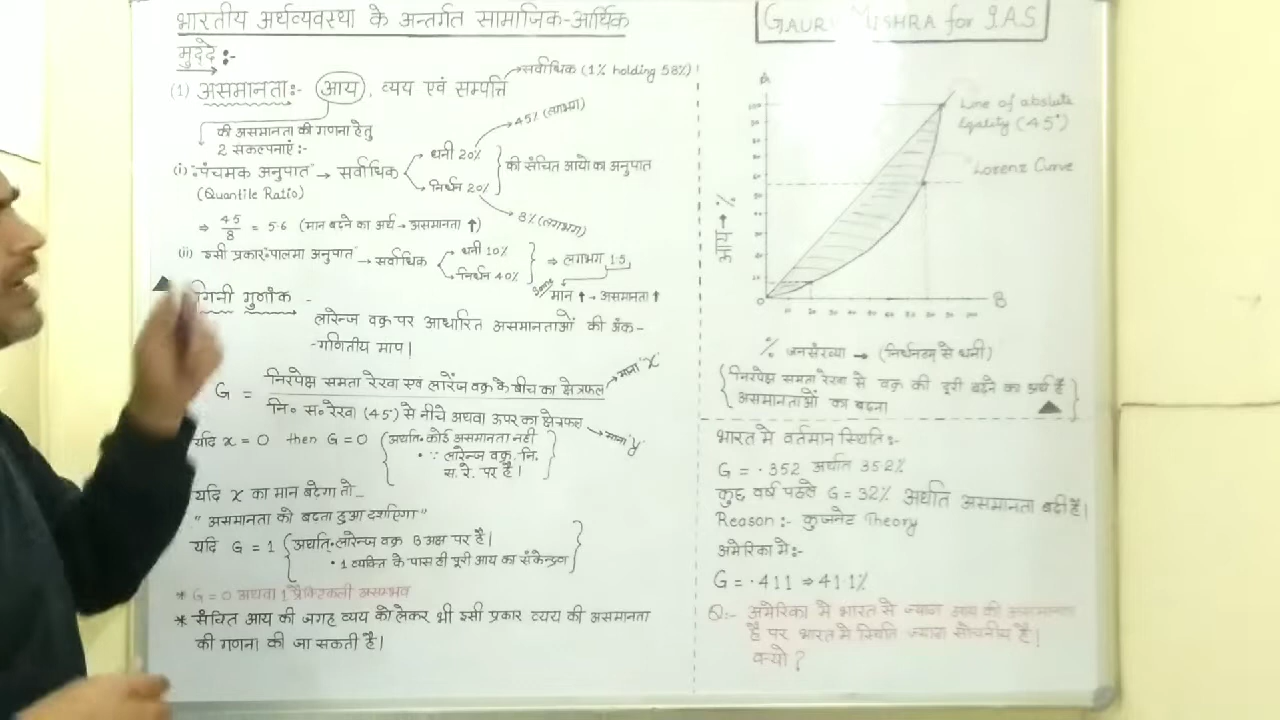 भारतीय अर्थव्यवस्था के अन्तर्गत सामाजिक-आर्थिक
मुद्दे:-
(1) असमानता:- आय, व्यय एवं सम्पत्ति
सर्वाधिक (1% holding 58%)
की असमानता की गणना हेतु
2 संकल्पनाएं:-
(i) "पंचमक अनुपात" → सर्वाधिक
(Quantile Ratio)
धनी 20%
निर्धन 20%
45% (लगभग)
8% (लगभग)
की संचित आयों का अनुपात
⇒ 45/8 = 5.6 (मान बढ़ने का अर्थ → असमानता ↑)
(ii) इसी प्रकार "पालमा अनुपात" → सर्वाधिक
धनी 10%
निर्धन 40%
⇒ लगभग 1.5
मान ↑ → असमानता ↑
गिनी गुणांक -
लॉरेन्ज वक्र पर आधारित असमानताओं की अंक-
-गणितीय माप।
G = निरपेक्ष समता रेखा एवं लॉरेंज वक्र के बीच का क्षेत्रफल → माना 'x'
नि० स० रेखा (45) से नीचे अथवा ऊपर का क्षेत्रफल → माना y
यदि x = 0 then G = 0 (अर्थात कोई असमानता नहीं
∵ लॉरेन्ज वक्र, नि.
स. रे. पर है।
यदि x का मान बढ़ेगा तो_
"असमानता को बढ़ता हुआ दर्शाएगा"
यदि G = 1 अर्थात • लॉरेन्ज वक्र B अक्ष पर है।
• 1 व्यक्ति के पास ही पूरी आय का संकेन्द्रण
* G = 0 अथवा 1 प्रैक्टिकली असम्भव
* संचित आय की जगह व्यय को लेकर भी इसी प्रकार व्यय की असमानता
की गणना की जा सकती है।
GAUR MISHRA for IAS
Line of absolute
Eqality (45°)
Lorenz Curve
आय → %
B
% जनसंख्या → (निर्धनतम से धनी)
निरपेक्ष समता रेखा से वक्र की दूरी बढ़ने का अर्थ है
असमानताओं का बढ़ना
भारत मे वर्तमान स्थिति:-
G = .352 अर्थात 35.2%
कुछ वर्ष पहले G = 32% अर्थात असमानता बढ़ी है।
Reason:- कुजनेट Theory
अमेरिका मे:-
G = .411 ⇒ 41.1%
Q:- अमेरिका मे भारत से ज्यादा आय की असमानता
है पर भारत मे स्थिति ज्यादा सोचनीय है।
क्यो ?